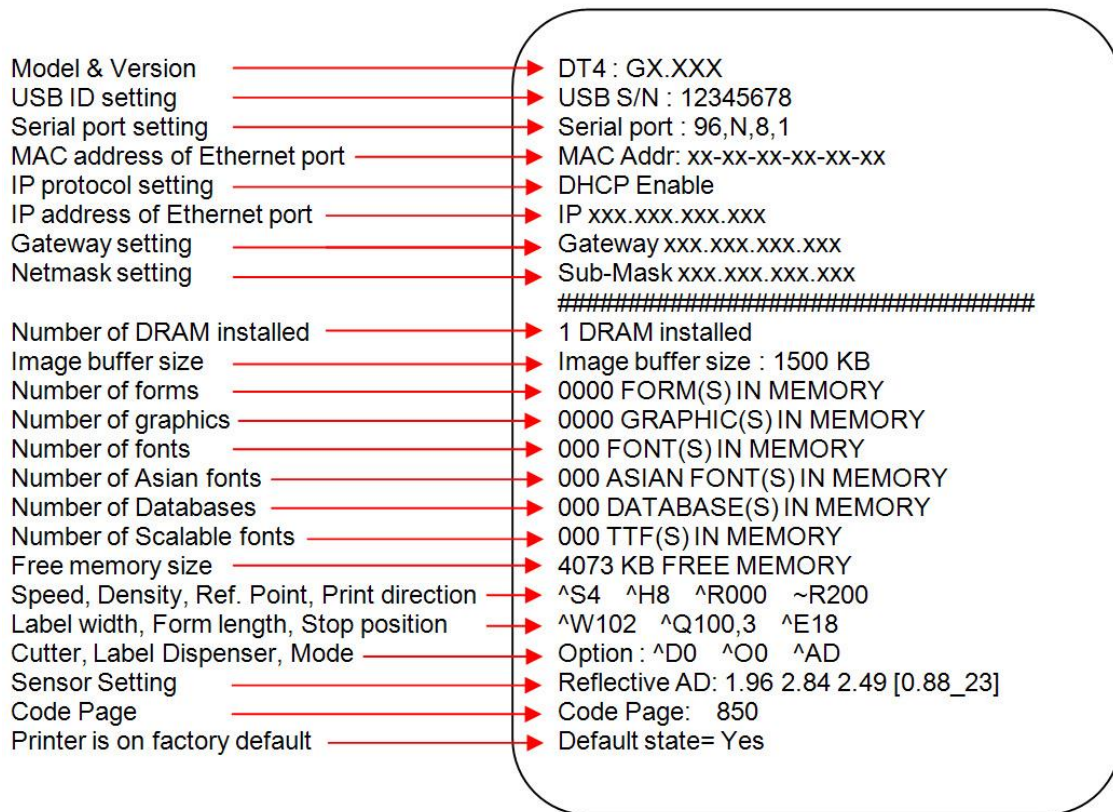 Model & Version DT4 : GX.XXX
USB ID setting USB S/N : 12345678
Serial port setting Serial port : 96,N,8,1
MAC address of Ethernet port MAC Addr: xx-xx-xx-xx-xx-xx
IP protocol setting DHCP Enable
IP address of Ethernet port IP xxx.xxx.xxx.xxx
Gateway setting Gateway xxx.xxx.xxx.xxx
Netmask setting Sub-Mask xxx.xxx.xxx.xxx
##################################
Number of DRAM installed 1 DRAM installed
Image buffer size Image buffer size : 1500 KB
Number of forms 0000 FORM(S) IN MEMORY
Number of graphics 0000 GRAPHIC(S) IN MEMORY
Number of fonts 000 FONT(S) IN MEMORY
Number of Asian fonts 000 ASIAN FONT(S) IN MEMORY
Number of Databases 000 DATABASE(S) IN MEMORY
Number of Scalable fonts 000 TTF(S) IN MEMORY
Free memory size 4073 KB FREE MEMORY
Speed, Density, Ref. Point, Print direction ^S4 ^H8 ^R000 ~R200
Label width, Form length, Stop position ^W102 ^Q100,3 ^E18
Cutter, Label Dispenser, Mode Option : ^D0 ^O0 ^AD
Sensor Setting Reflective AD: 1.96 2.84 2.49 [0.88_23]
Code Page Code Page: 850
Printer is on factory default Default state= Yes